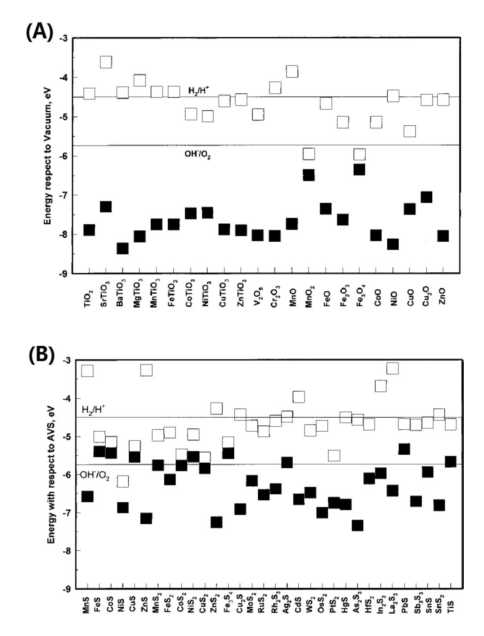 (A)
-3
-4
-5
-6
-7
-8
-9
Energy respect to Vacuum, eV
H₂/H⁺
OH⁻/O₂
TiO₂
SrTiO₃
BaTiO₃
MgTiO₃
MnTiO₃
FeTiO₃
CoTiO₃
NiTiO₃
CuTiO₃
ZnTiO₃
V₂O₅
Cr₂O₃
MnO
MnO₂
FeO
Fe₂O₃
Fe₃O₄
CoO
NiO
CuO
Cu₂O
ZnO
(B)
-3
-4
-5
-6
-7
-8
-9
Energy with respect to AVS, eV
H₂/H⁺
OH⁻/O₂
MnS
FeS
CoS
NiS
CuS
ZnS
MnS₂
FeS₂
CoS₂
NiS₂
CuS₂
ZnS₂
Fe₃S₄
Cu₂S
MoS₂
RuS₂
Rh₂S₃
Ag₂S
CdS
WS₂
OsS₂
PtS₂
HgS
As₂S₃
HfS₂
In₂S₃
La₂S₃
PbS
Sb₂S₃
SnS
SnS₂
TlS